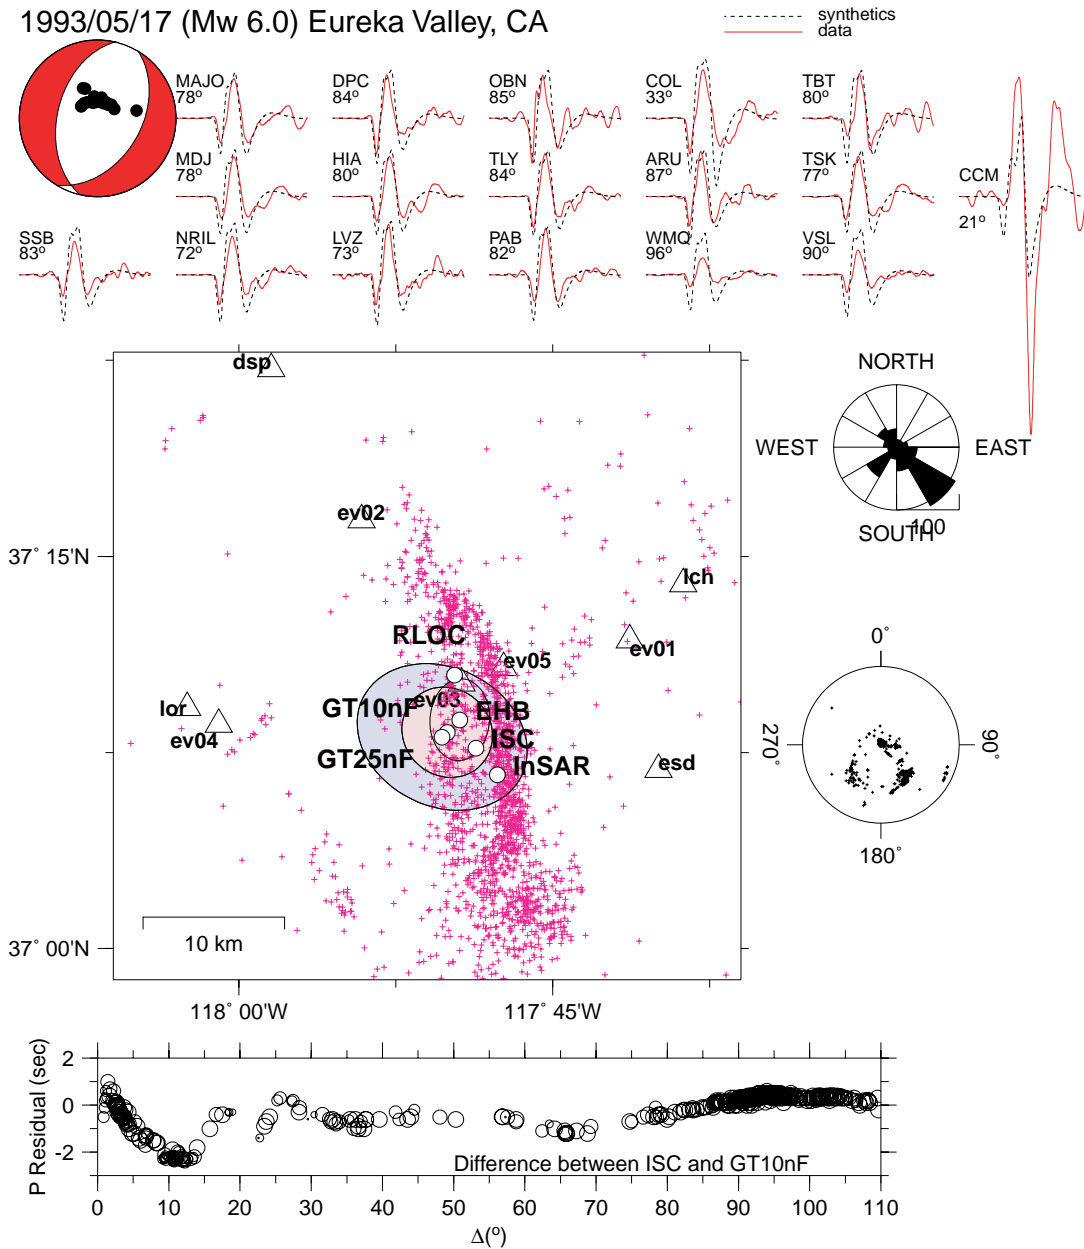 1993/05/17 (Mw 6.0) Eureka Valley, CA
synthetics
data
MAJO
78°
DPC
84°
OBN
85°
COL
33°
TBT
80°
MDJ
78°
HIA
80°
TLY
84°
ARU
87°
TSK
77°
CCM
21°
SSB
83°
NRIL
72°
LVZ
73°
PAB
82°
WMQ
96°
VSL
90°
dsp
ev02
lch
RLOC
ev05
ev01
lor
ev04
GT10nF
ev03
EHB
ISC
GT25nF
InSAR
esd
37° 15'N
37° 00'N
10 km
118° 00'W
117° 45'W
NORTH
WEST
EAST
100
SOUTH
0°
270°
90°
180°
P Residual (sec)
2
0
-2
Difference between ISC and GT10nF
0 10 20 30 40 50 60 70 80 90 100 110
Δ(°)